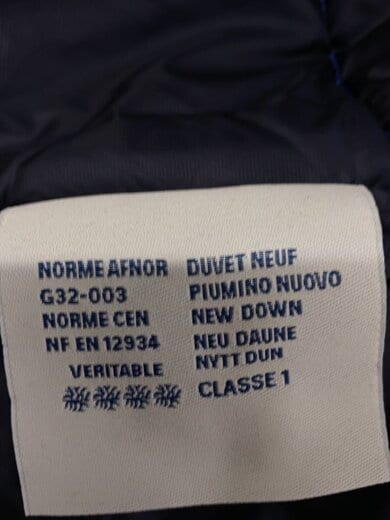 NORME AFNOR
G32-003
NORME CEN
NF EN 12934
VERITABLE
DUVET NEUF
PIUMINO NUOVO
NEW DOWN
NEU DAUNE
NYTT DUN
CLASSE 1